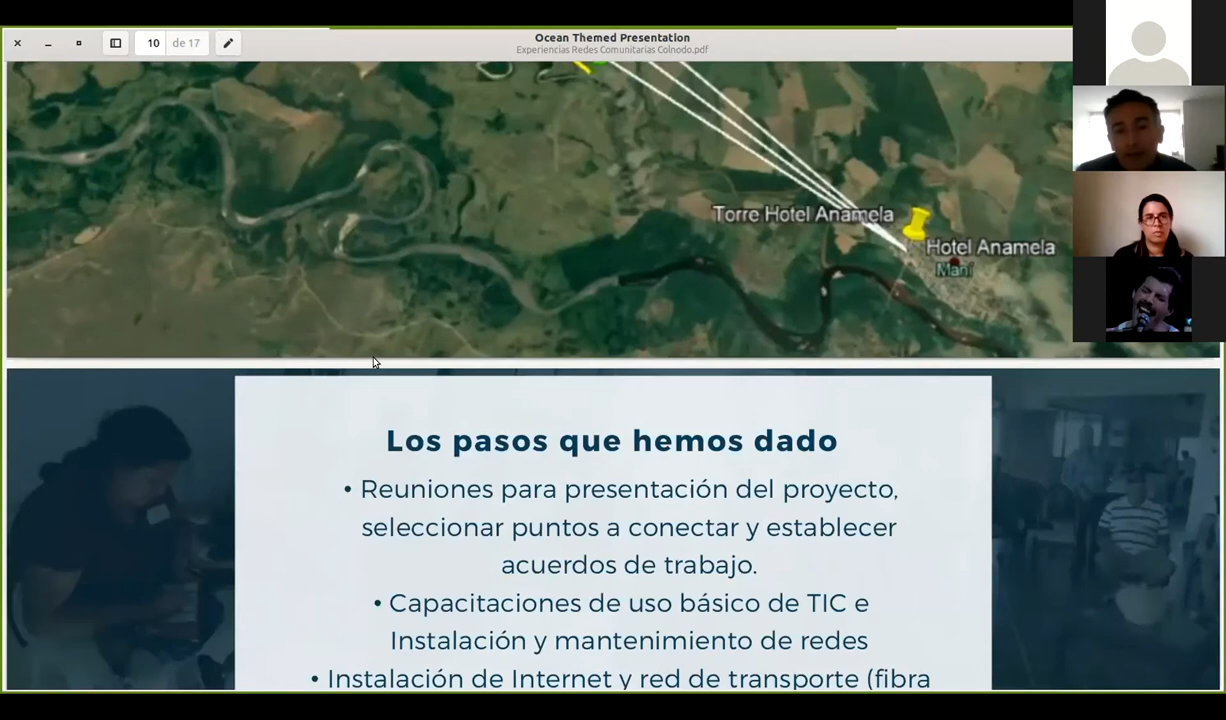 10 de 17
Ocean Themed Presentation
Experiencias Redes Comunitarias Colnodo.pdf
Torre Hotel Anamela
Hotel Anamela
Maní
Los pasos que hemos dado
• Reuniones para presentación del proyecto,
seleccionar puntos a conectar y establecer
acuerdos de trabajo.
• Capacitaciones de uso básico de TIC e
Instalación y mantenimiento de redes
• Instalación de Internet y red de transporte (fibra